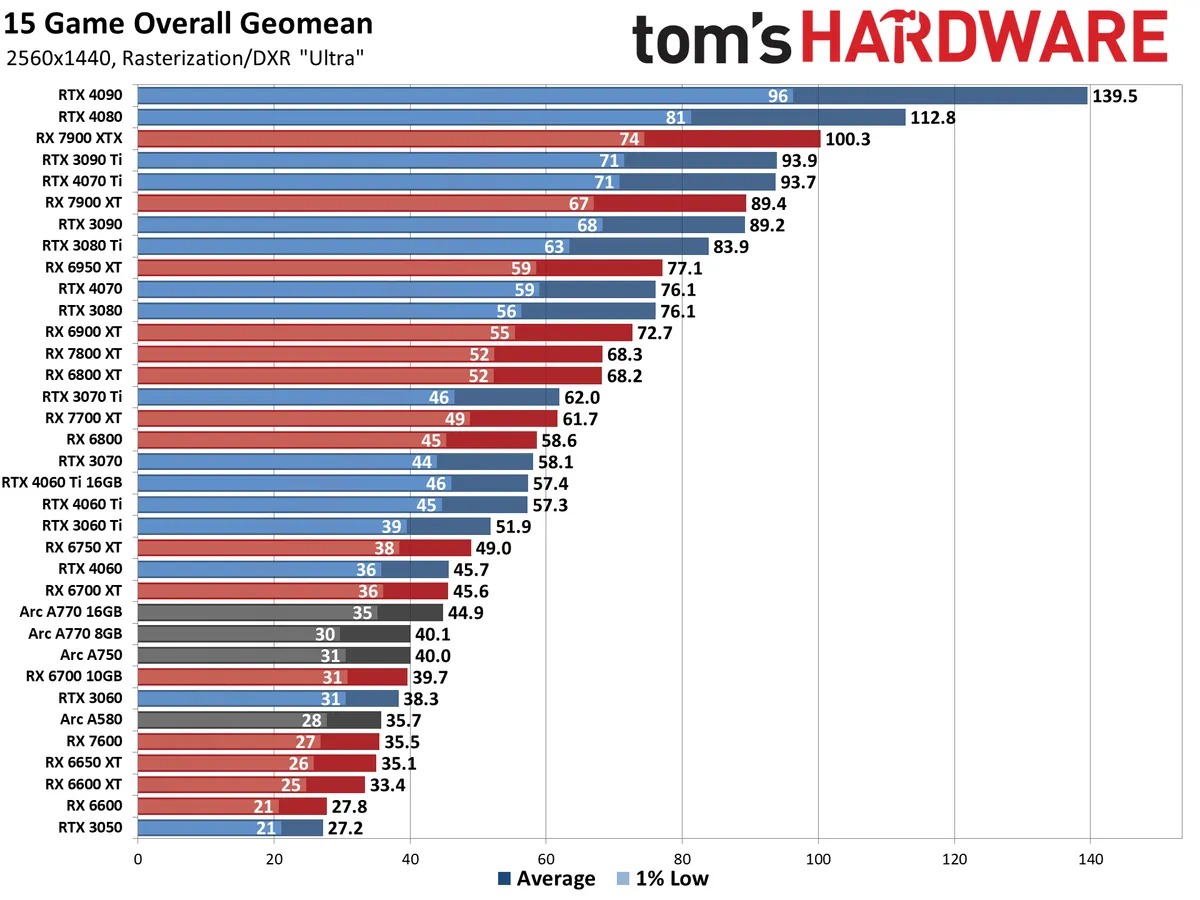 15 Game Overall Geomean
2560x1440, Rasterization/DXR "Ultra"
tom's HARDWARE
RTX 4090 96 139.5
RTX 4080 81 112.8
RX 7900 XTX 74 100.3
RTX 3090 Ti 71 93.9
RTX 4070 Ti 71 93.7
RX 7900 XT 67 89.4
RTX 3090 68 89.2
RTX 3080 Ti 63 83.9
RX 6950 XT 59 77.1
RTX 4070 59 76.1
RTX 3080 56 76.1
RX 6900 XT 55 72.7
RX 7800 XT 52 68.3
RX 6800 XT 52 68.2
RTX 3070 Ti 46 62.0
RX 7700 XT 49 61.7
RX 6800 45 58.6
RTX 3070 44 58.1
RTX 4060 Ti 16GB 46 57.4
RTX 4060 Ti 45 57.3
RTX 3060 Ti 39 51.9
RX 6750 XT 38 49.0
RTX 4060 36 45.7
RX 6700 XT 36 45.6
Arc A770 16GB 35 44.9
Arc A770 8GB 30 40.1
Arc A750 31 40.0
RX 6700 10GB 31 39.7
RTX 3060 31 38.3
Arc A580 28 35.7
RX 7600 27 35.5
RX 6650 XT 26 35.1
RX 6600 XT 25 33.4
RX 6600 21 27.8
RTX 3050 21 27.2
0 20 40 60 80 100 120 140
Average 1% Low